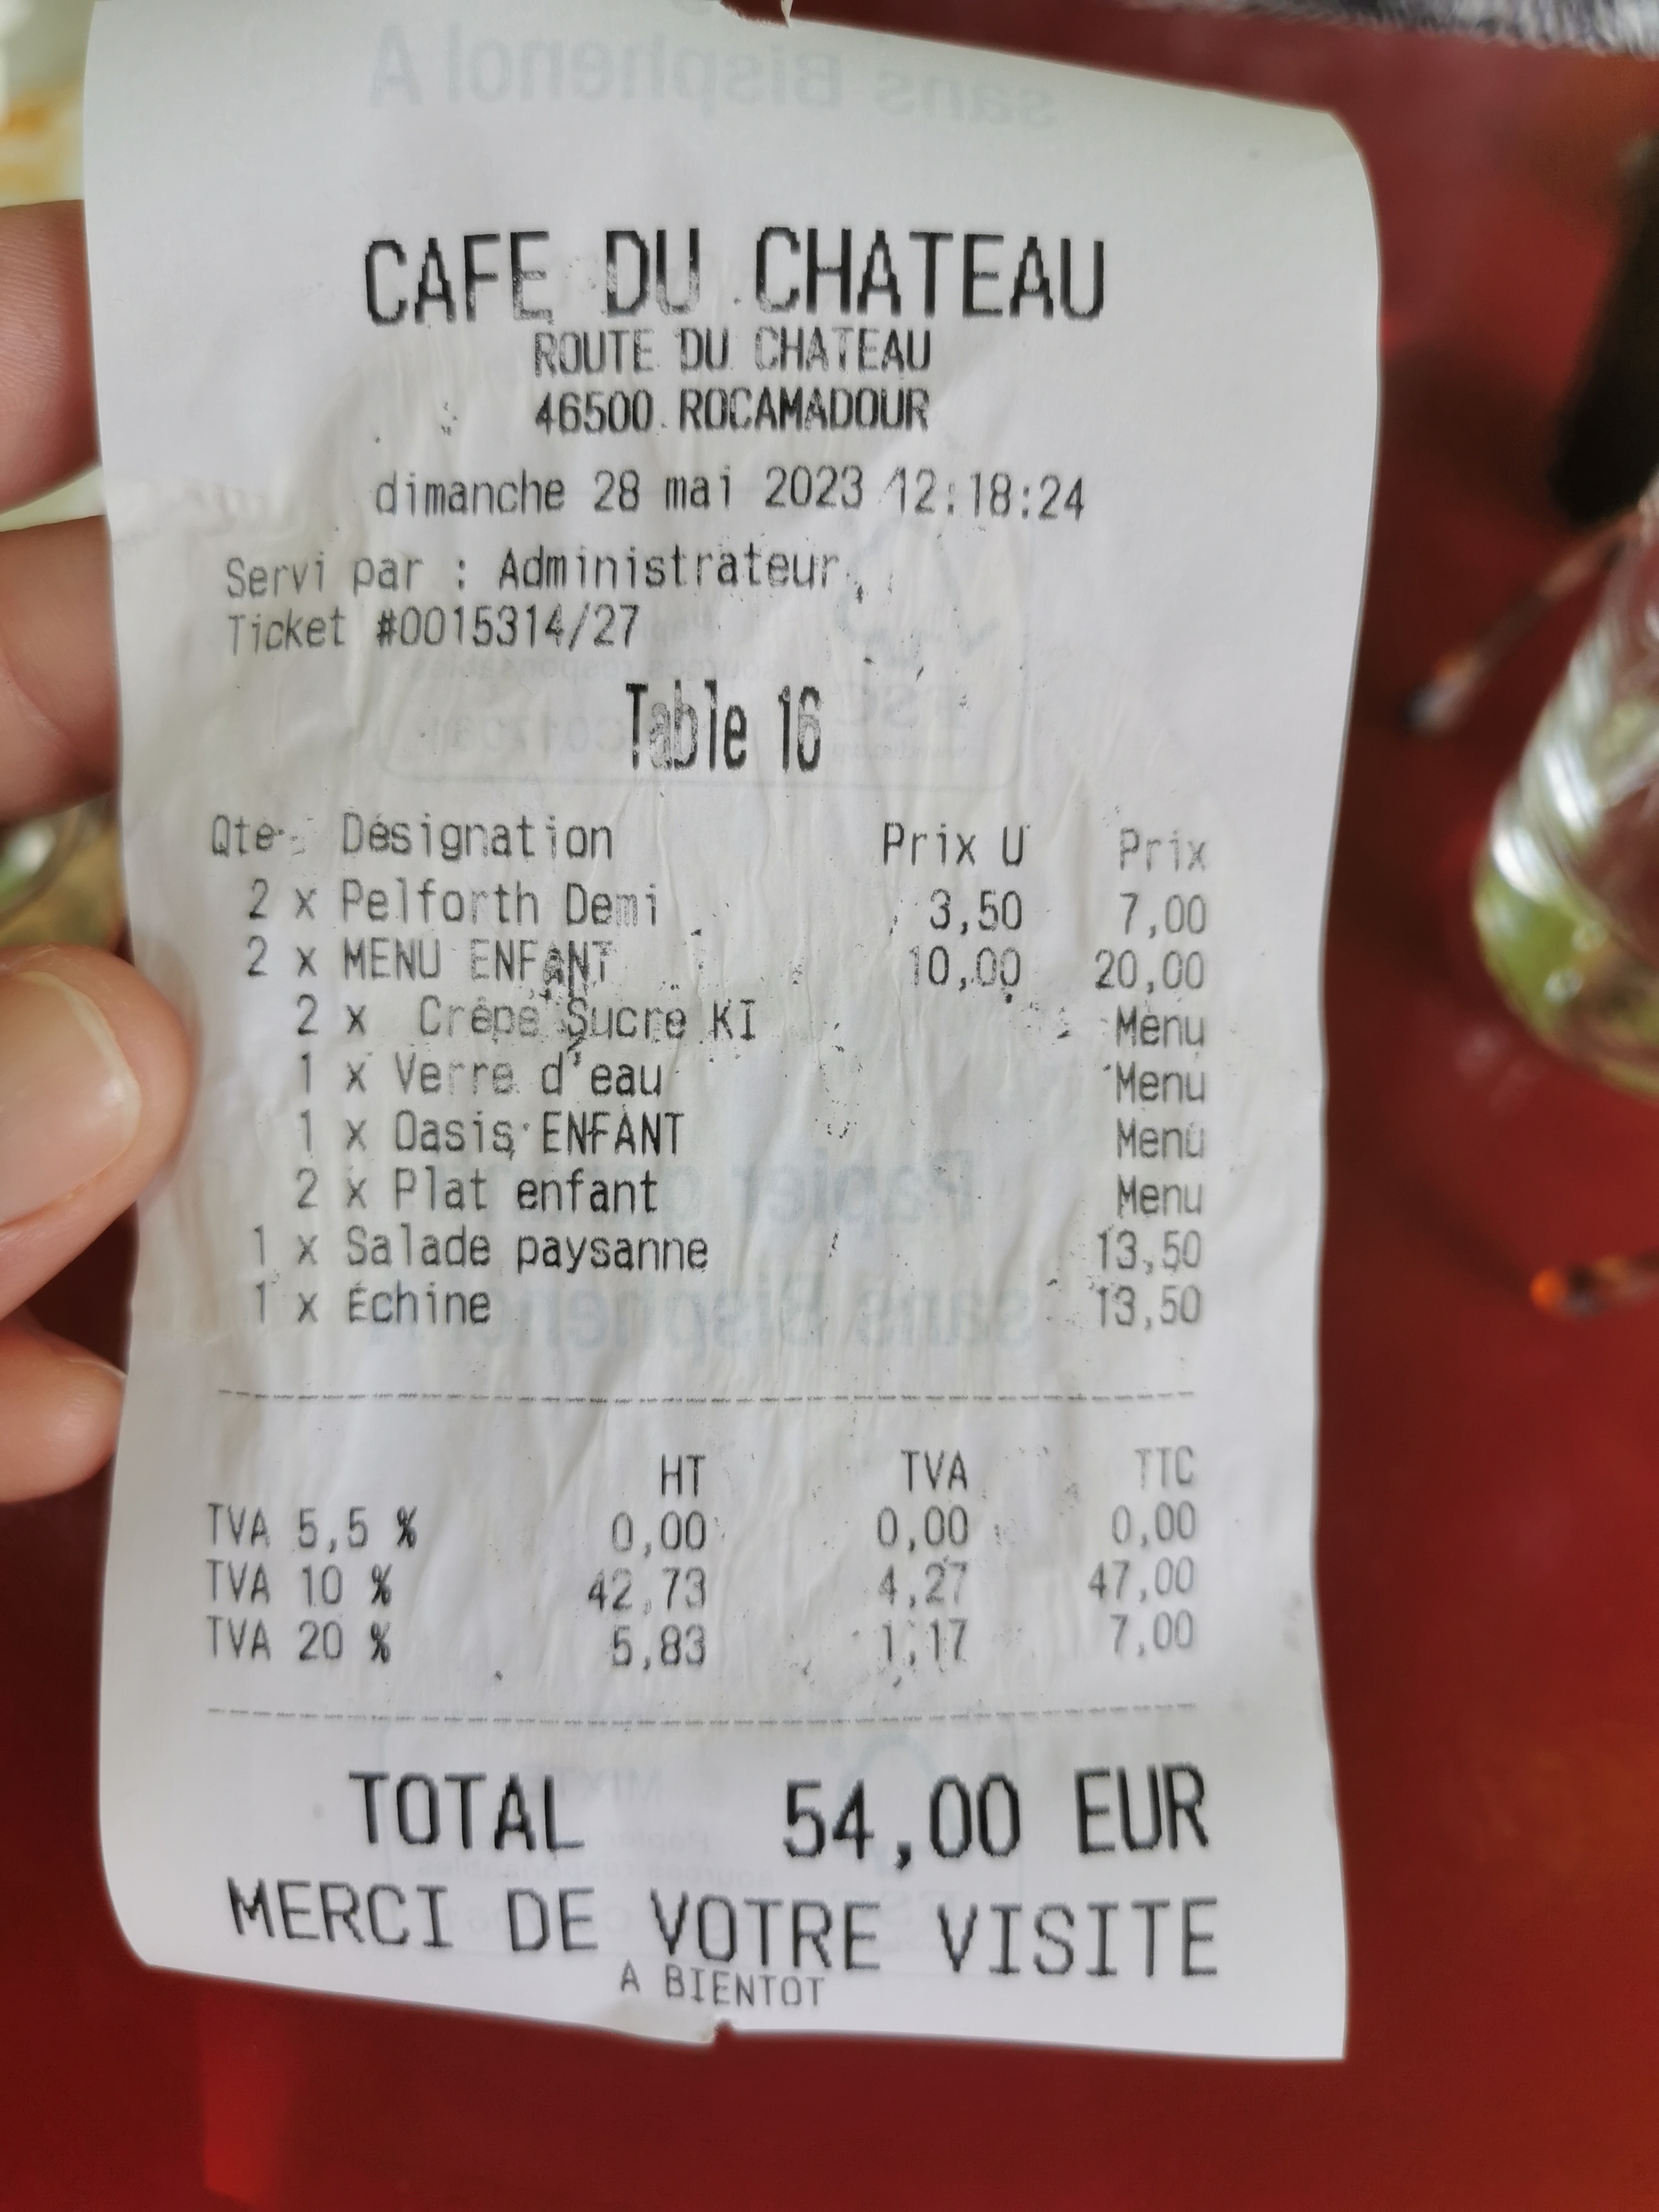 CAFE DU CHATEAU
ROUTE DU CHATEAU
46500 ROCAMADOUR
dimanche 28 mai 2023 12:18:24
Servi par : Administrateur
Ticket #0015314/27
Table 16
Qte Désignation Prix U Prix
2 x Pelforth Demi 3,50 7,00
2 x MENU ENFANT 10,00 20,00
2 x Crêpe Sucre KI Menu
1 x Verre d'eau Menu
1 x Oasis ENFANT Menu
2 x Plat enfant Menu
1 x Salade paysanne 13,50
1 x Échine 13,50
HT TVA TTC
TVA 5,5 % 0,00 0,00 0,00
TVA 10 % 42,73 4,27 47,00
TVA 20 % 5,83 1,17 7,00
TOTAL 54,00 EUR
MERCI DE VOTRE VISITE
A BIENTOT
sans Bisphenol A